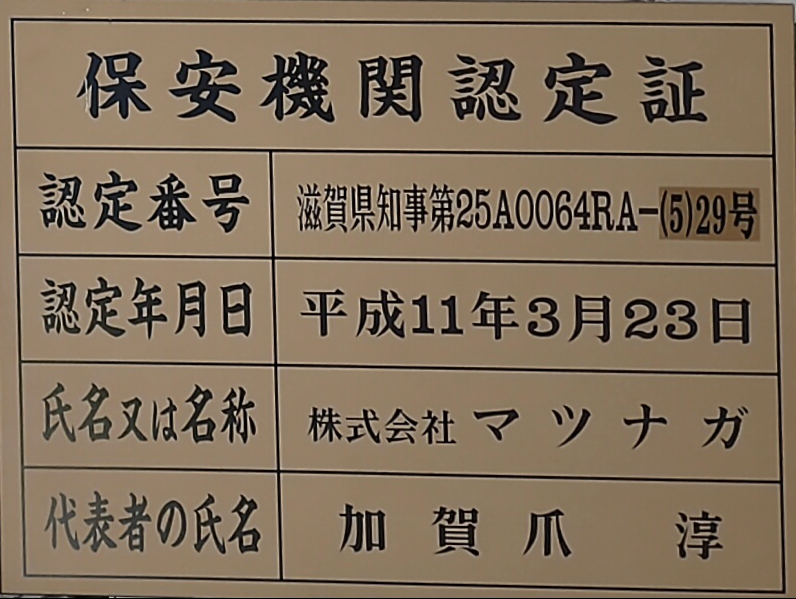 保安機関認定証
認定番号 滋賀県知事第25A0064RA-(5)29号
認定年月日 平成11年3月23日
氏名又は名称 株式会社マツナガ
代表者の氏名 加賀爪 淳